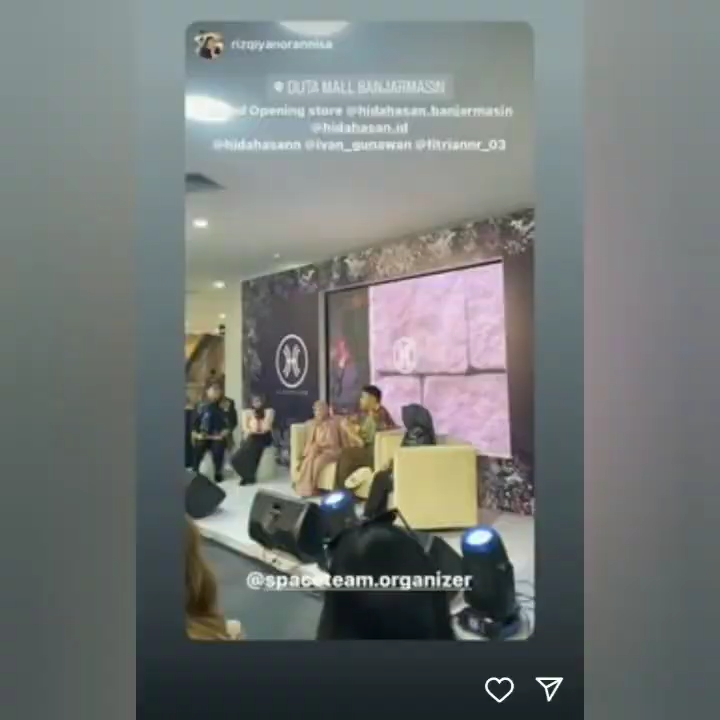 rizqiyanorannisa
DUTA MALL BANJARMASIN
Opening store @hidahasan.banjarmasin
@hidahasan.id
@hidahasann @ivan_gunawan @fitriannr_03
@spaceteam.organizer